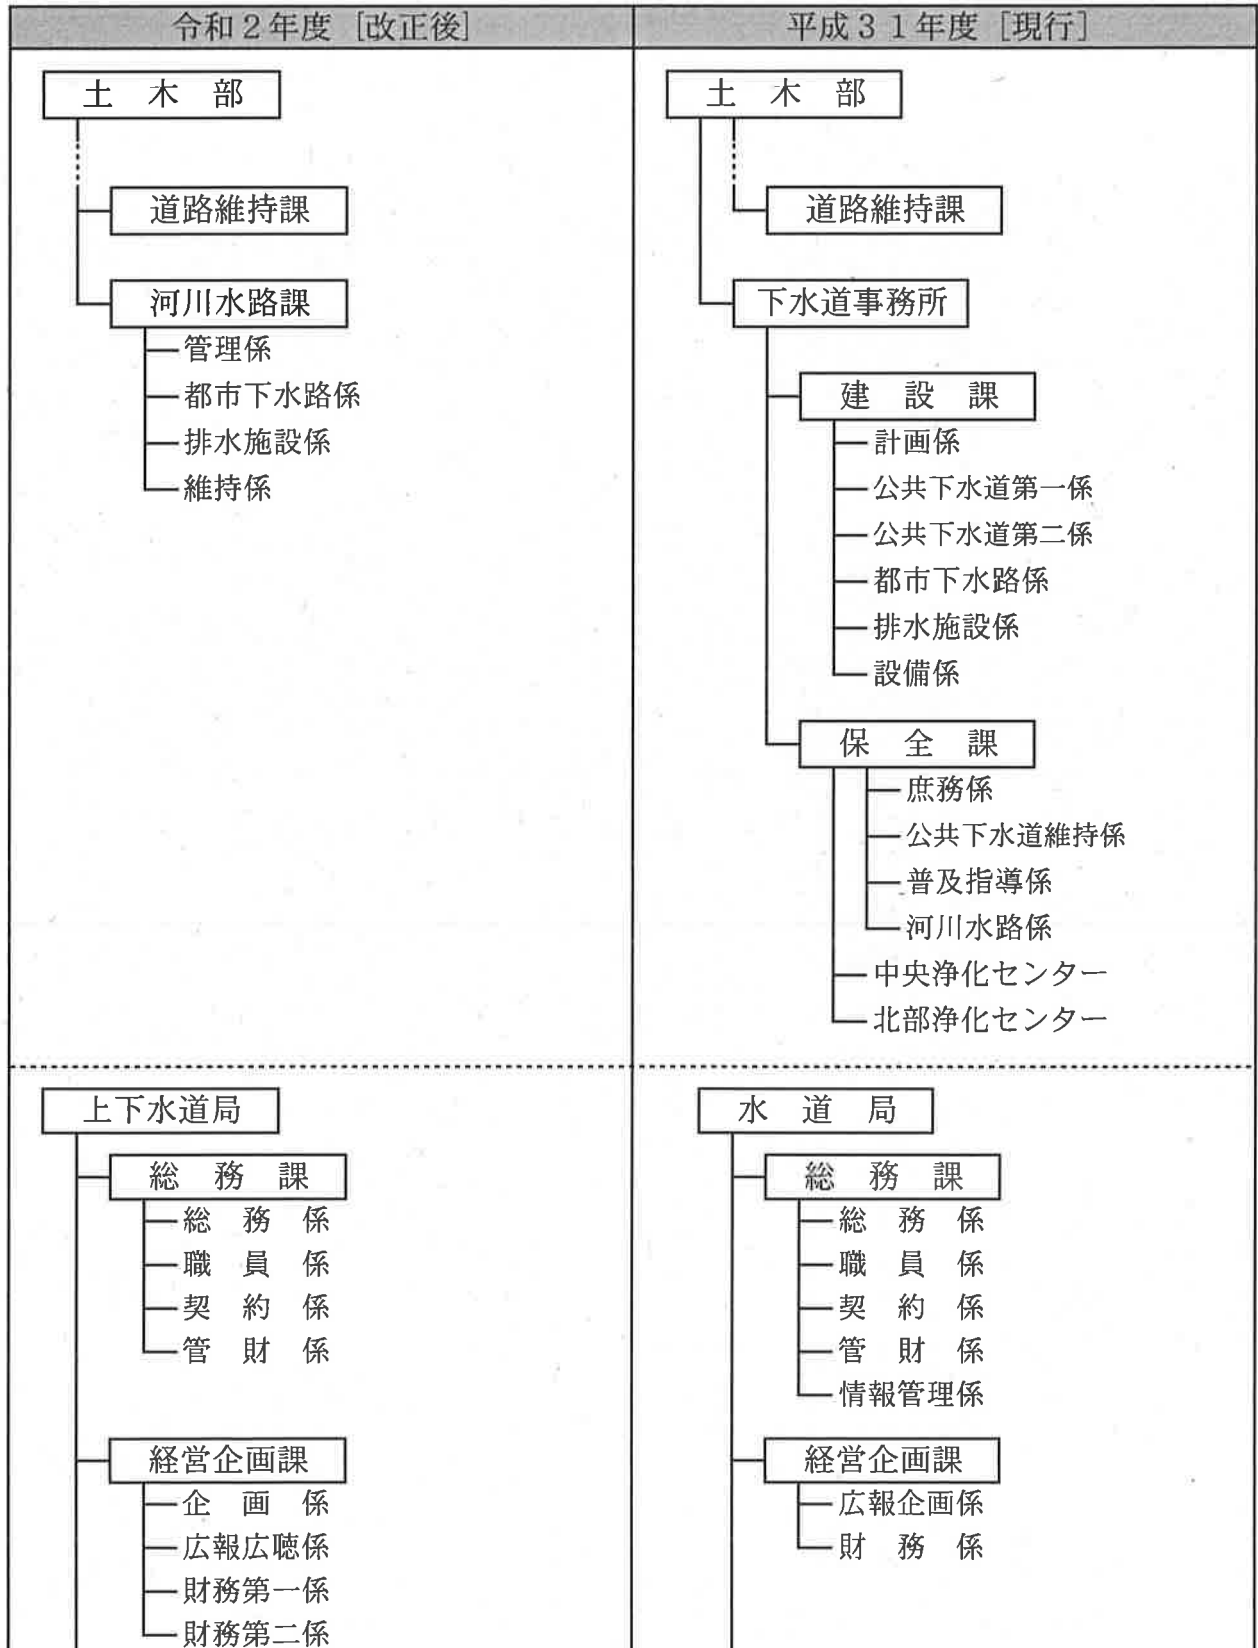 令和２年度［改正後］
土　木　部
道路維持課
河川水路課
管理係
都市下水路係
排水施設係
維持係
平成３１年度［現行］
土　木　部
道路維持課
下水道事務所
建　設　課
計画係
公共下水道第一係
公共下水道第二係
都市下水路係
排水施設係
設備係
保　全　課
庶務係
公共下水道維持係
普及指導係
河川水路係
中央浄化センター
北部浄化センター
上下水道局
総　務　課
総　務　係
職　員　係
契　約　係
管　財　係
経営企画課
企　画　係
広報広聴係
財務第一係
財務第二係
水　道　局
総　務　課
総　務　係
職　員　係
契　約　係
管　財　係
情報管理係
経営企画課
広報企画係
財　務　係